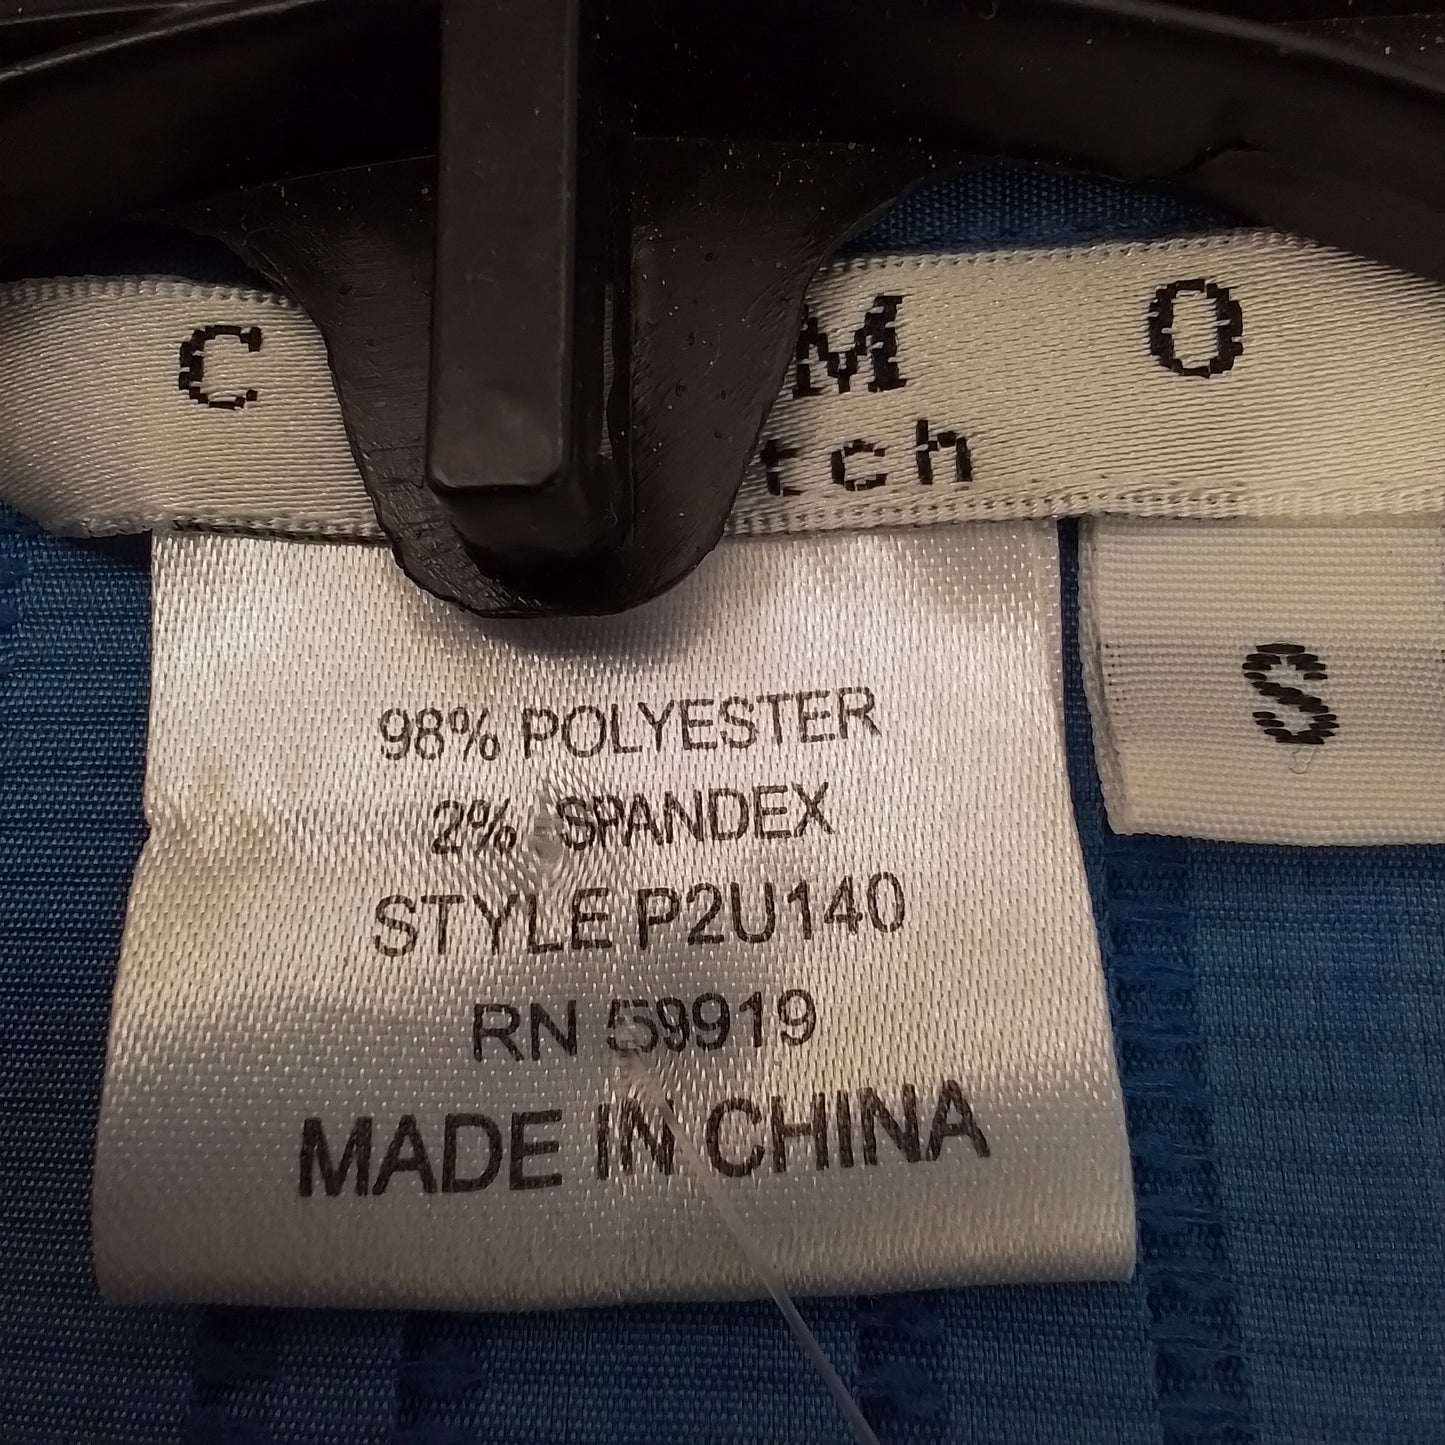 C M O
tch
S
98% POLYESTER
2% SPANDEX
STYLE P2U140
RN 59919
MADE IN CHINA